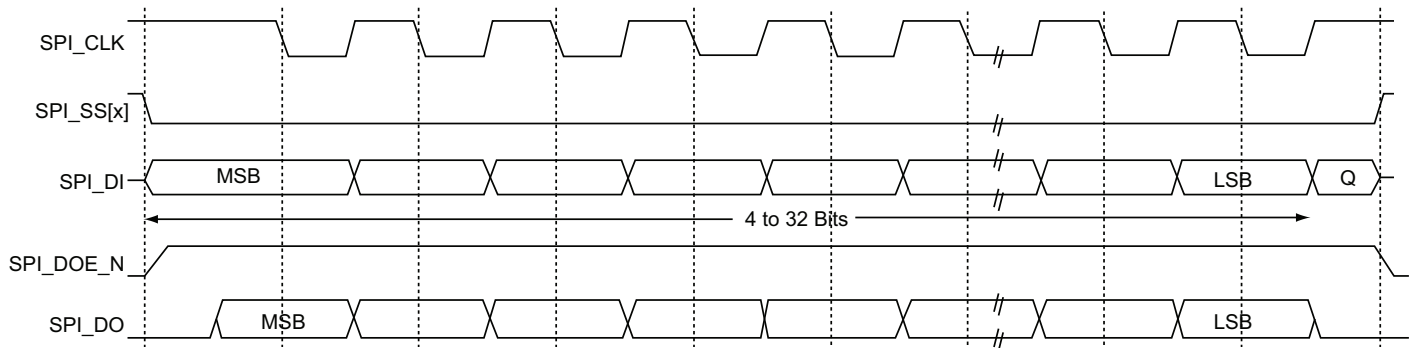 SPI_CLK
SPI_SS[x]
SPI_DI
MSB
LSB
Q
4 to 32 Bits
SPI_DOE_N
SPI_DO
MSB
LSB